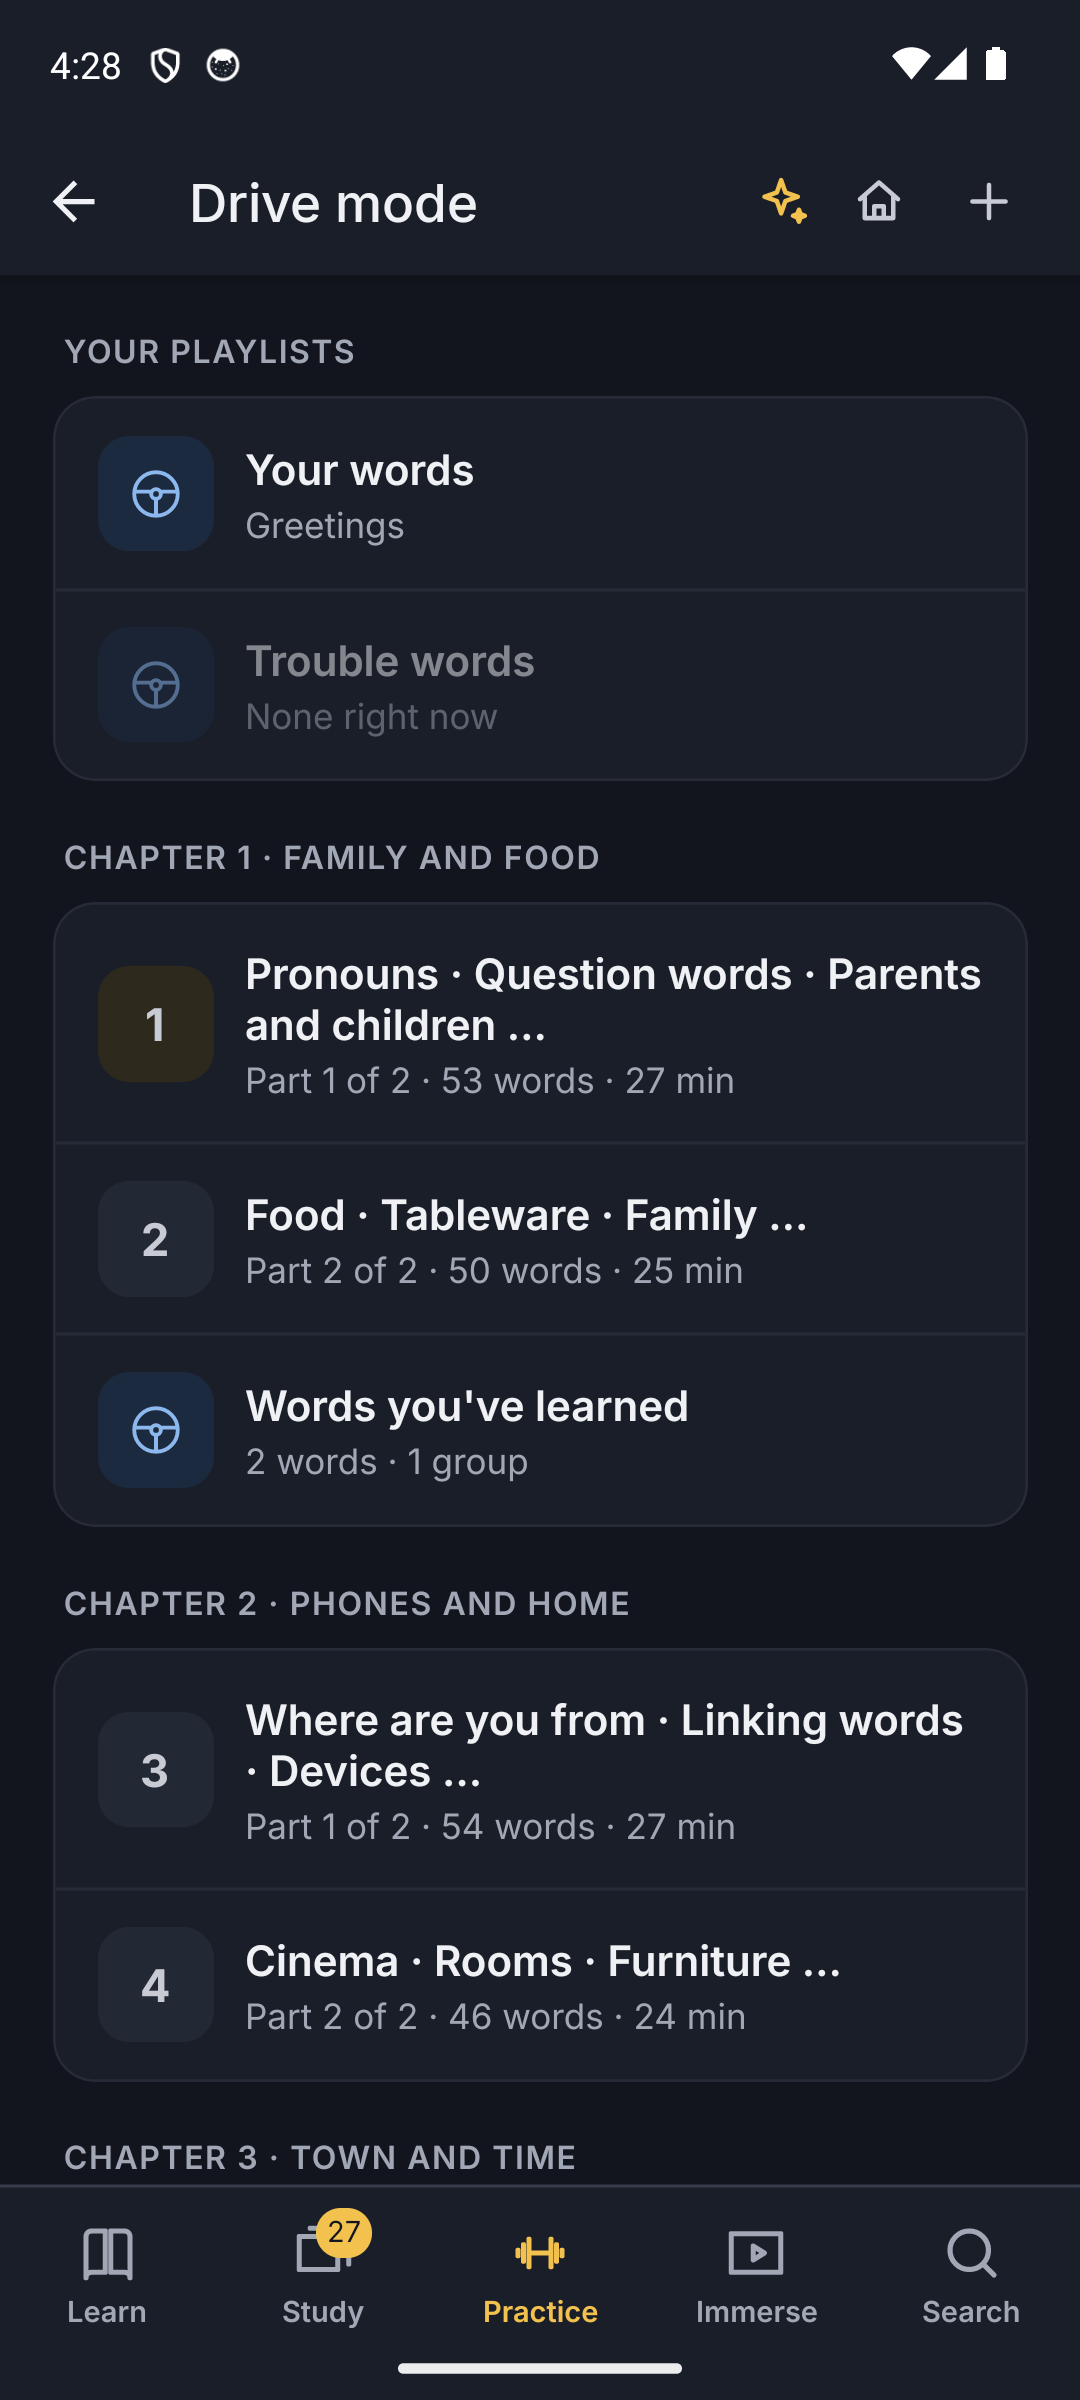 4:28
Drive mode
YOUR PLAYLISTS
Your words
Greetings
Trouble words
None right now
CHAPTER 1 · FAMILY AND FOOD
1
Pronouns · Question words · Parents
and children ...
Part 1 of 2 · 53 words · 27 min
2
Food · Tableware · Family ...
Part 2 of 2 · 50 words · 25 min
Words you've learned
2 words · 1 group
CHAPTER 2 · PHONES AND HOME
3
Where are you from · Linking words
· Devices ...
Part 1 of 2 · 54 words · 27 min
4
Cinema · Rooms · Furniture ...
Part 2 of 2 · 46 words · 24 min
CHAPTER 3 · TOWN AND TIME
27
Learn
Study
Practice
Immerse
Search